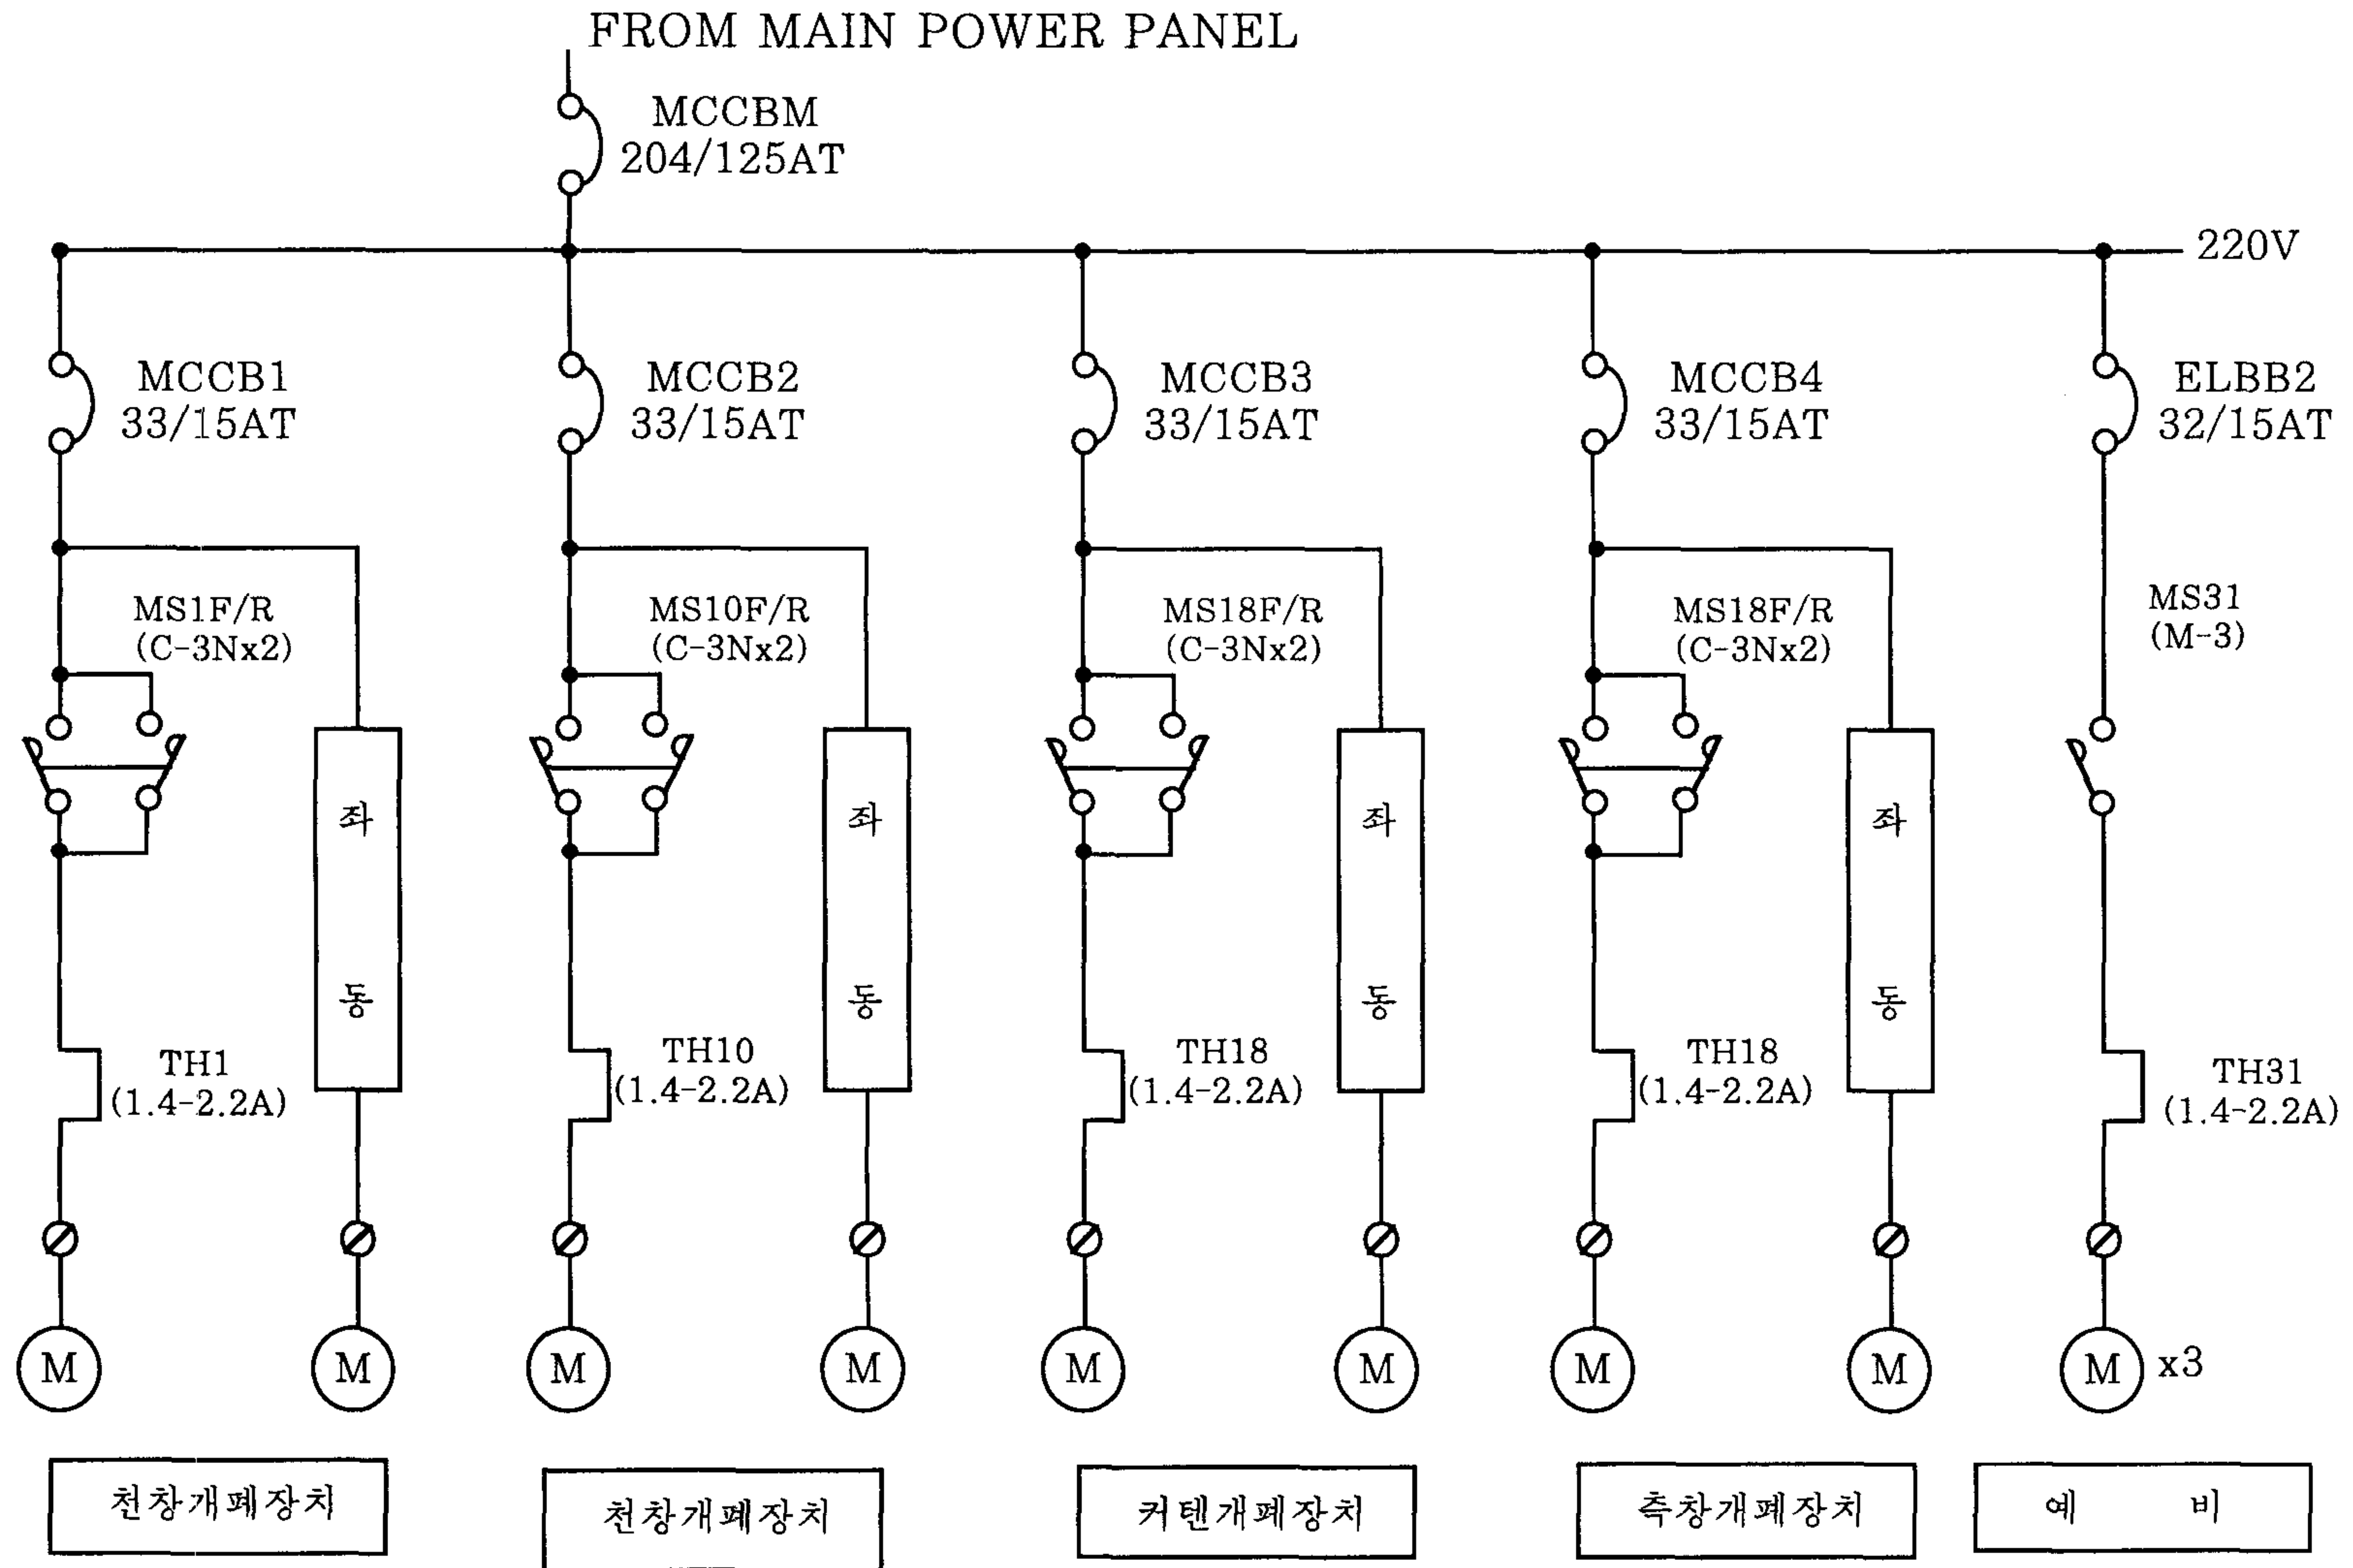 FROM MAIN POWER PANEL
MCCBM
204/125AT
220V
MCCB1
33/15AT
MCCB2
33/15AT
MCCB3
33/15AT
MCCB4
33/15AT
ELBB2
32/15AT
MS1F/R
(C-3Nx2)
MS10F/R
(C-3Nx2)
MS18F/R
(C-3Nx2)
MS18F/R
(C-3Nx2)
MS31
(M-3)
좌
동
좌
동
좌
동
좌
동
TH1
(1.4-2.2A)
TH10
(1.4-2.2A)
TH18
(1.4-2.2A)
TH18
(1.4-2.2A)
TH31
(1.4-2.2A)
M
M
M
M
M
M
M
M
M x3
천창개폐장치
천창개폐장치
커텐개폐장치
측창개폐장치
예 비